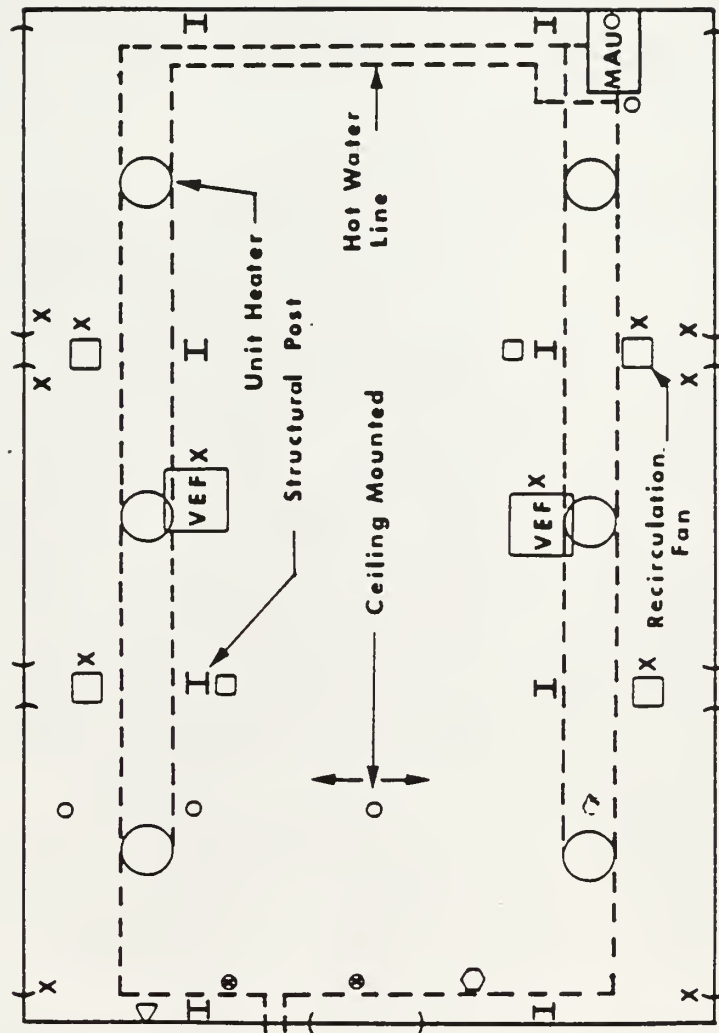 MAU
Hot Water
Line
Unit Heater
Structural Post
VEF
X
X
X
X
VEF
X
Ceiling Mounted
Recirculation
Fan
X
X
X
X
X
X
X
X